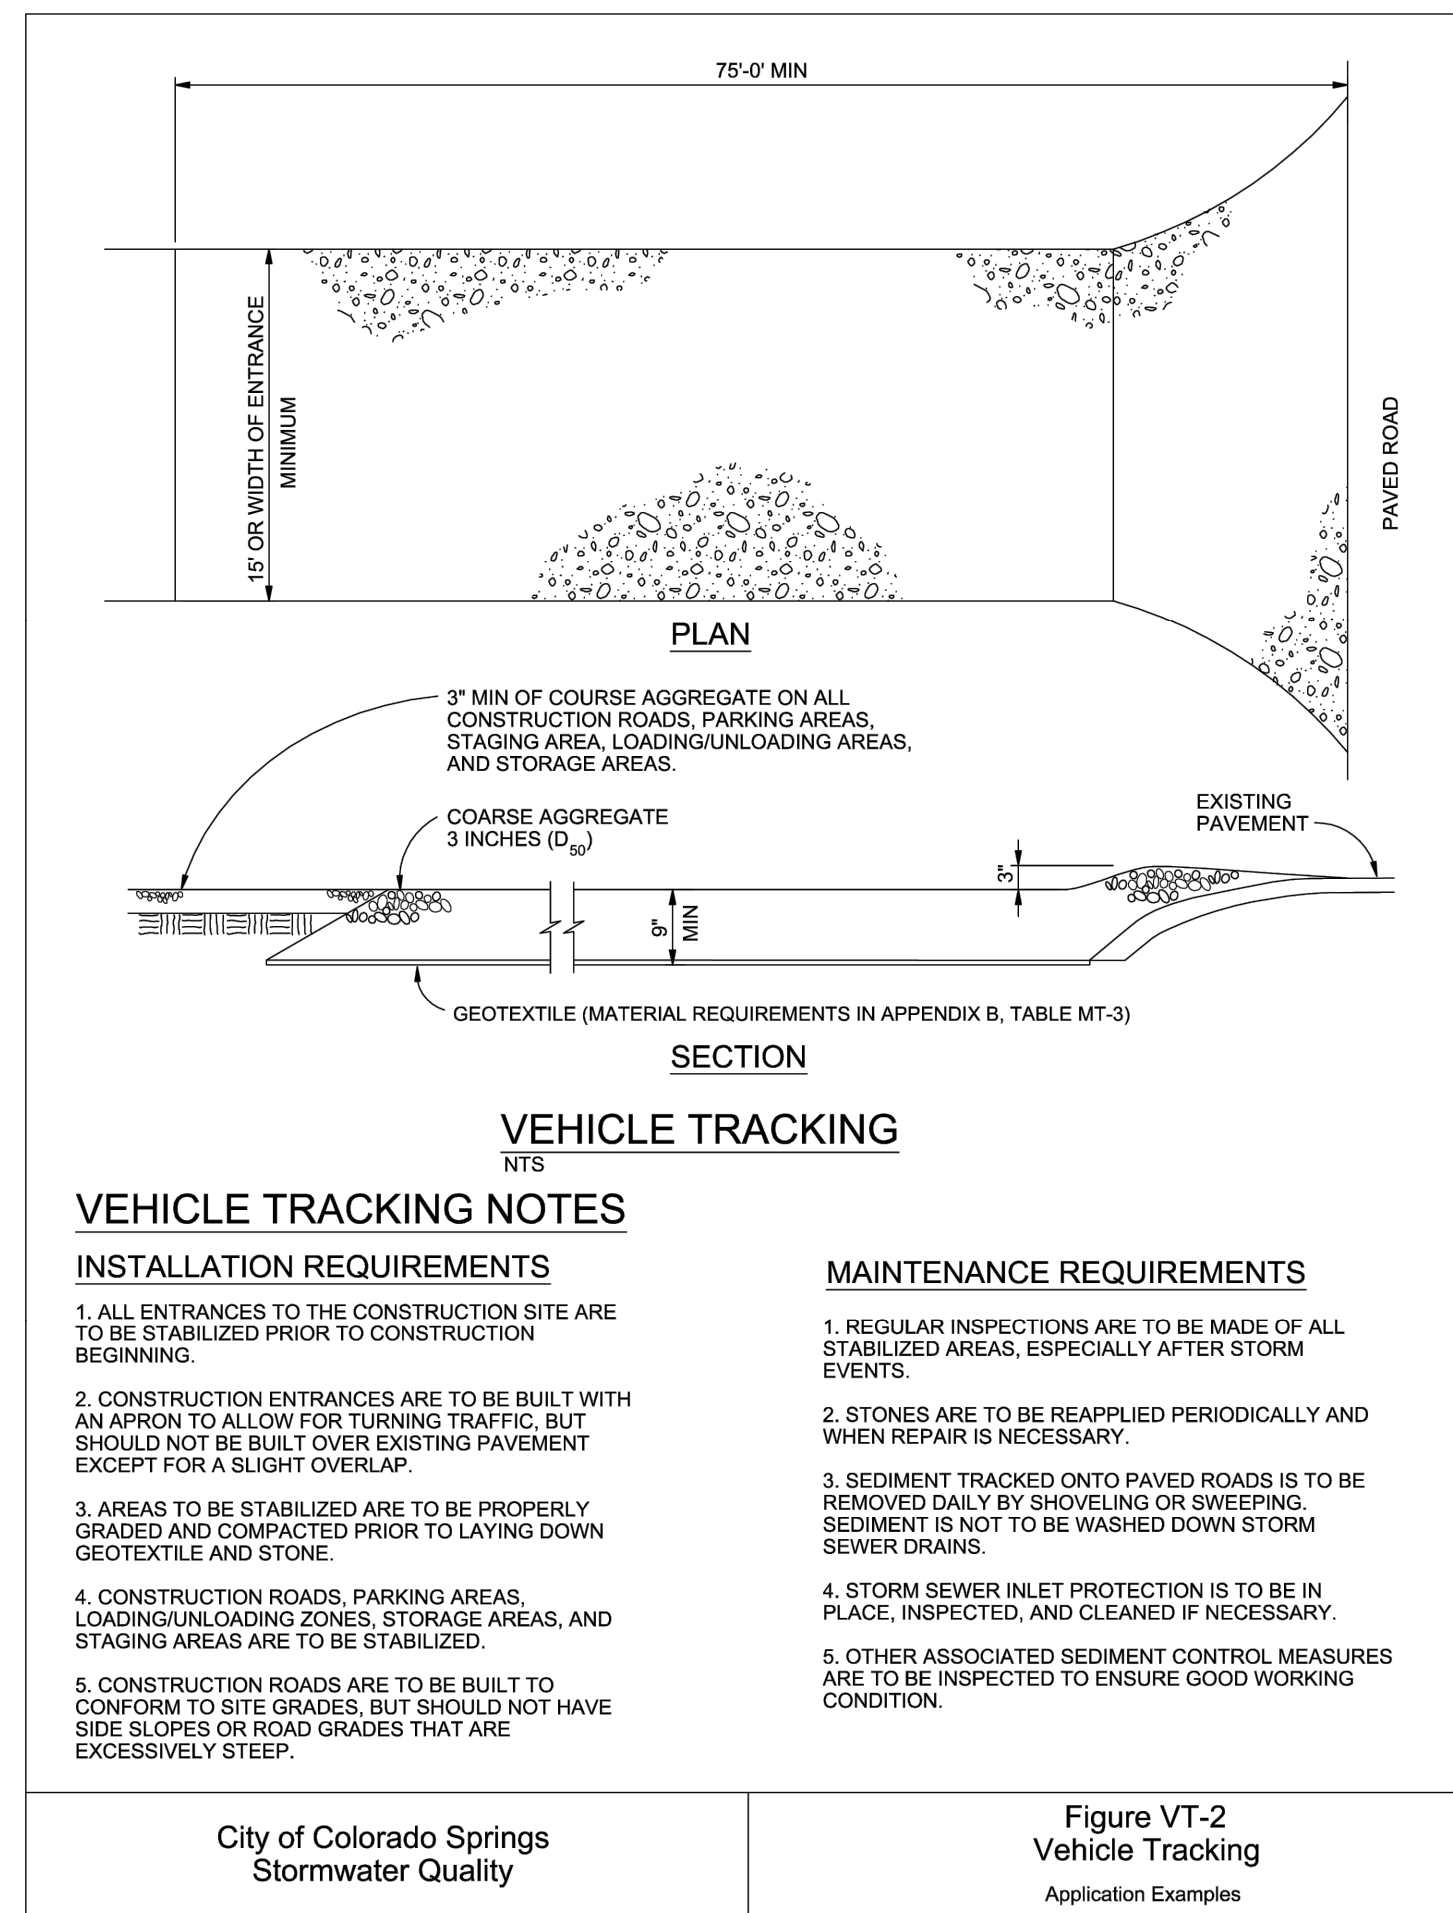 75'-0' MIN
15' OR WIDTH OF ENTRANCE
MINIMUM
PAVED ROAD
PLAN
3" MIN OF COURSE AGGREGATE ON ALL
CONSTRUCTION ROADS, PARKING AREAS,
STAGING AREA, LOADING/UNLOADING AREAS,
AND STORAGE AREAS.
COARSE AGGREGATE
3 INCHES (D50)
EXISTING
PAVEMENT
3"
9"
MIN
GEOTEXTILE (MATERIAL REQUIREMENTS IN APPENDIX B, TABLE MT-3)
SECTION
VEHICLE TRACKING
NTS
VEHICLE TRACKING NOTES
INSTALLATION REQUIREMENTS
1. ALL ENTRANCES TO THE CONSTRUCTION SITE ARE
TO BE STABILIZED PRIOR TO CONSTRUCTION
BEGINNING.
2. CONSTRUCTION ENTRANCES ARE TO BE BUILT WITH
AN APRON TO ALLOW FOR TURNING TRAFFIC, BUT
SHOULD NOT BE BUILT OVER EXISTING PAVEMENT
EXCEPT FOR A SLIGHT OVERLAP.
3. AREAS TO BE STABILIZED ARE TO BE PROPERLY
GRADED AND COMPACTED PRIOR TO LAYING DOWN
GEOTEXTILE AND STONE.
4. CONSTRUCTION ROADS, PARKING AREAS,
LOADING/UNLOADING ZONES, STORAGE AREAS, AND
STAGING AREAS ARE TO BE STABILIZED.
5. CONSTRUCTION ROADS ARE TO BE BUILT TO
CONFORM TO SITE GRADES, BUT SHOULD NOT HAVE
SIDE SLOPES OR ROAD GRADES THAT ARE
EXCESSIVELY STEEP.
MAINTENANCE REQUIREMENTS
1. REGULAR INSPECTIONS ARE TO BE MADE OF ALL
STABILIZED AREAS, ESPECIALLY AFTER STORM
EVENTS.
2. STONES ARE TO BE REAPPLIED PERIODICALLY AND
WHEN REPAIR IS NECESSARY.
3. SEDIMENT TRACKED ONTO PAVED ROADS IS TO BE
REMOVED DAILY BY SHOVELING OR SWEEPING.
SEDIMENT IS NOT TO BE WASHED DOWN STORM
SEWER DRAINS.
4. STORM SEWER INLET PROTECTION IS TO BE IN
PLACE, INSPECTED, AND CLEANED IF NECESSARY.
5. OTHER ASSOCIATED SEDIMENT CONTROL MEASURES
ARE TO BE INSPECTED TO ENSURE GOOD WORKING
CONDITION.
City of Colorado Springs
Stormwater Quality
Figure VT-2
Vehicle Tracking
Application Examples